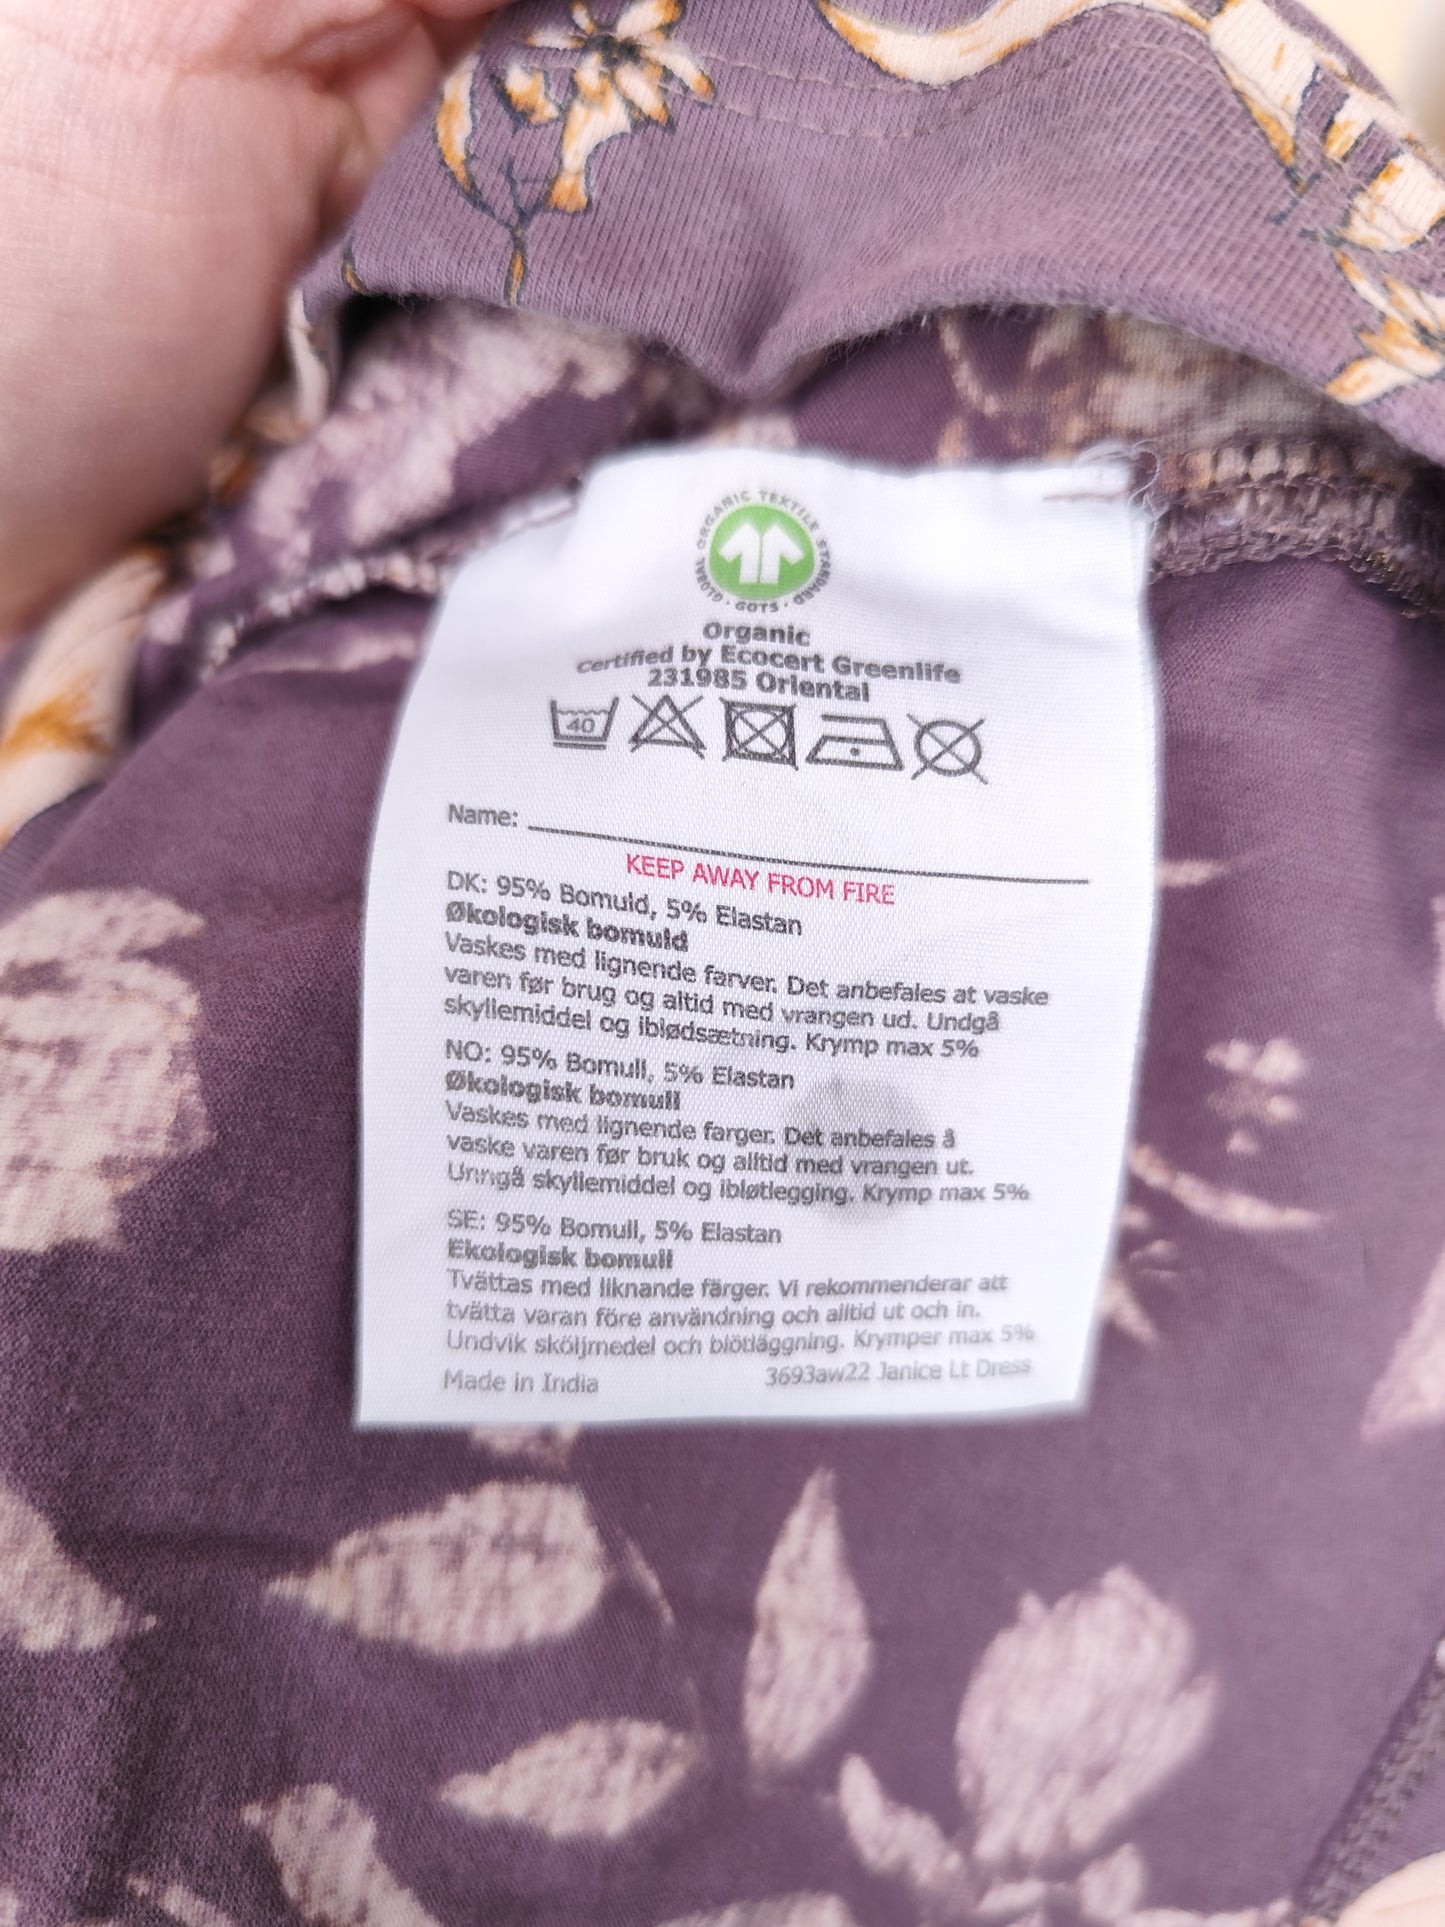 GLOBAL ORGANIC TEXTILE STANDARD · GOTS ·
Organic
certified by Ecocert Greenlife
231985 Oriental
40
Name:
KEEP AWAY FROM FIRE
DK: 95% Bomuld, 5% Elastan
Økologisk bomuld
Vaskes med lignende farver. Det anbefales at vaske
varen før brug og altid med vrangen ud. Undgå
skyllemiddel og iblødsætning. Krymp max 5%
NO: 95% Bomull, 5% Elastan
Økologisk bomull
Vaskes med lignende farger. Det anbefales å
vaske varen før bruk og alltid med vrangen ut.
Unngå skyllemiddel og ibløtlegging. Krymp max 5%
SE: 95% Bomull, 5% Elastan
Ekologisk bomull
Tvättas med liknande färger. Vi rekommenderar att
tvätta varan före användning och alltid ut och in.
Undvik sköljmedel och blötläggning. Krymper max 5%
Made in India 3693aw22 Janice Lt Dress